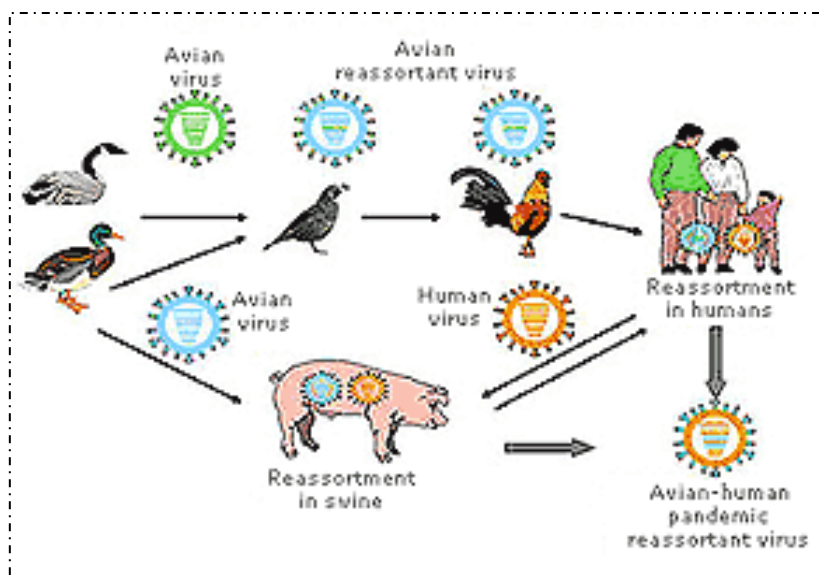 Avian
virus
Avian
reassortant virus
Avian
virus
Human
virus
Reassortment
in humans
Reassortment
in swine
Avian-human
pandemic
reassortant virus